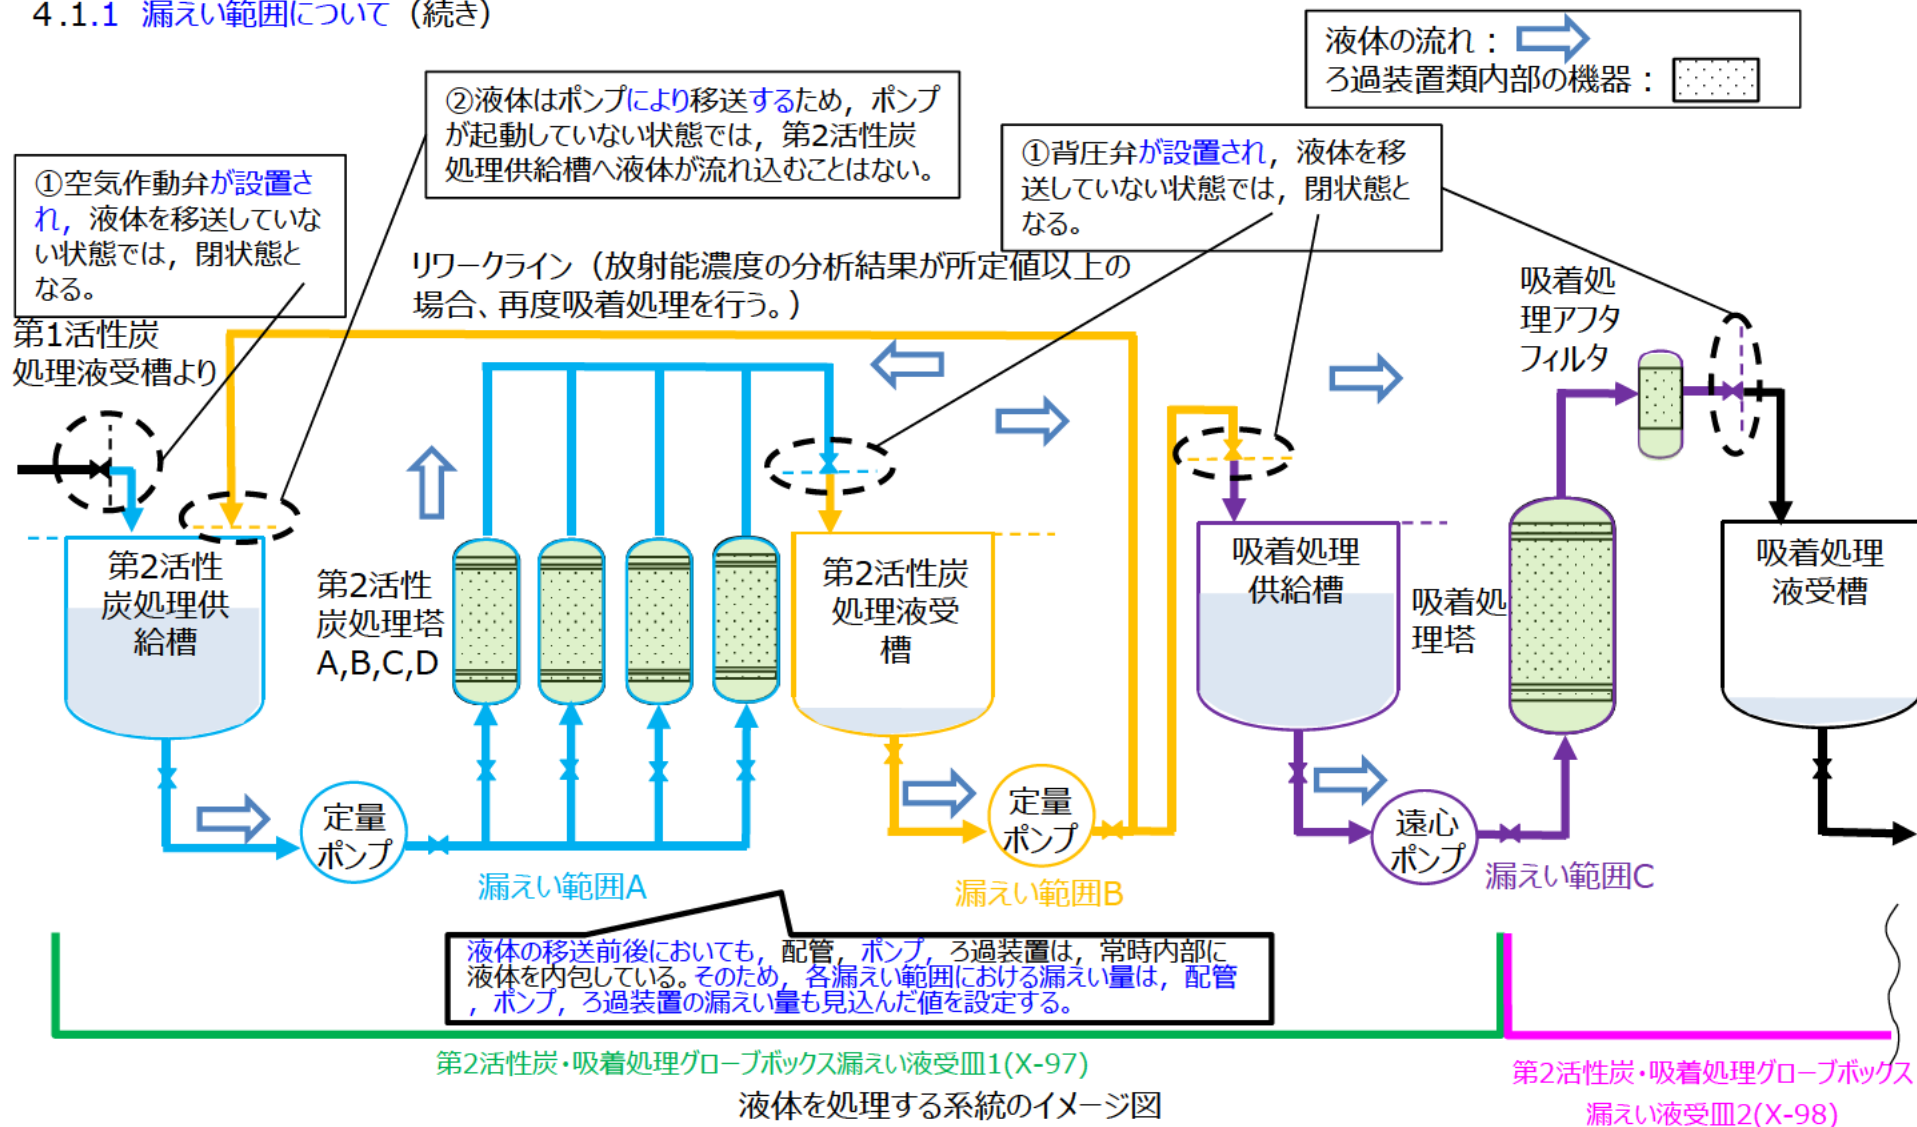 4.1.1 漏えい範囲について（続き）
液体の流れ：
ろ過装置類内部の機器：
②液体はポンプにより移送するため，ポンプ
が起動していない状態では，第2活性炭
処理供給槽へ液体が流れ込むことはない。
①背圧弁が設置され，液体を移
送していない状態では，閉状態と
なる。
①空気作動弁が設置さ
れ，液体を移送していな
い状態では，閉状態と
なる。
リワークライン（放射能濃度の分析結果が所定値以上の
場合、再度吸着処理を行う。）
吸着処
理アフタ
フィルタ
第1活性炭
処理液受槽より
第2活性
炭処理供
給槽
第2活性
炭処理塔
A,B,C,D
第2活性炭
処理液受
槽
吸着処理
供給槽
吸着処
理塔
吸着処理
液受槽
定量
ポンプ
定量
ポンプ
遠心
ポンプ
漏えい範囲A
漏えい範囲B
漏えい範囲C
液体の移送前後においても，配管，ポンプ，ろ過装置は，常時内部に
液体を内包している。そのため，各漏えい範囲における漏えい量は，配管
，ポンプ，ろ過装置の漏えい量も見込んだ値を設定する。
第2活性炭・吸着処理グローブボックス漏えい液受皿1(X-97)
第2活性炭・吸着処理グローブボックス
漏えい液受皿2(X-98)
液体を処理する系統のイメージ図